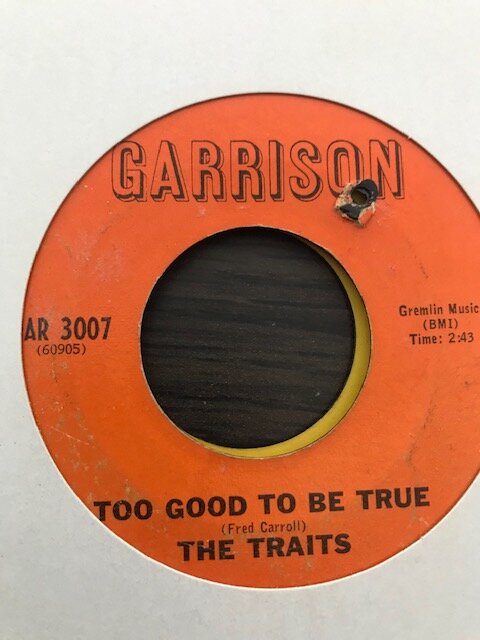 GARRISON
AR 3007
(60905)
Gremlin Music
(BMI)
Time: 2:43
TOO GOOD TO BE TRUE
(Fred Carroll)
THE TRAITS